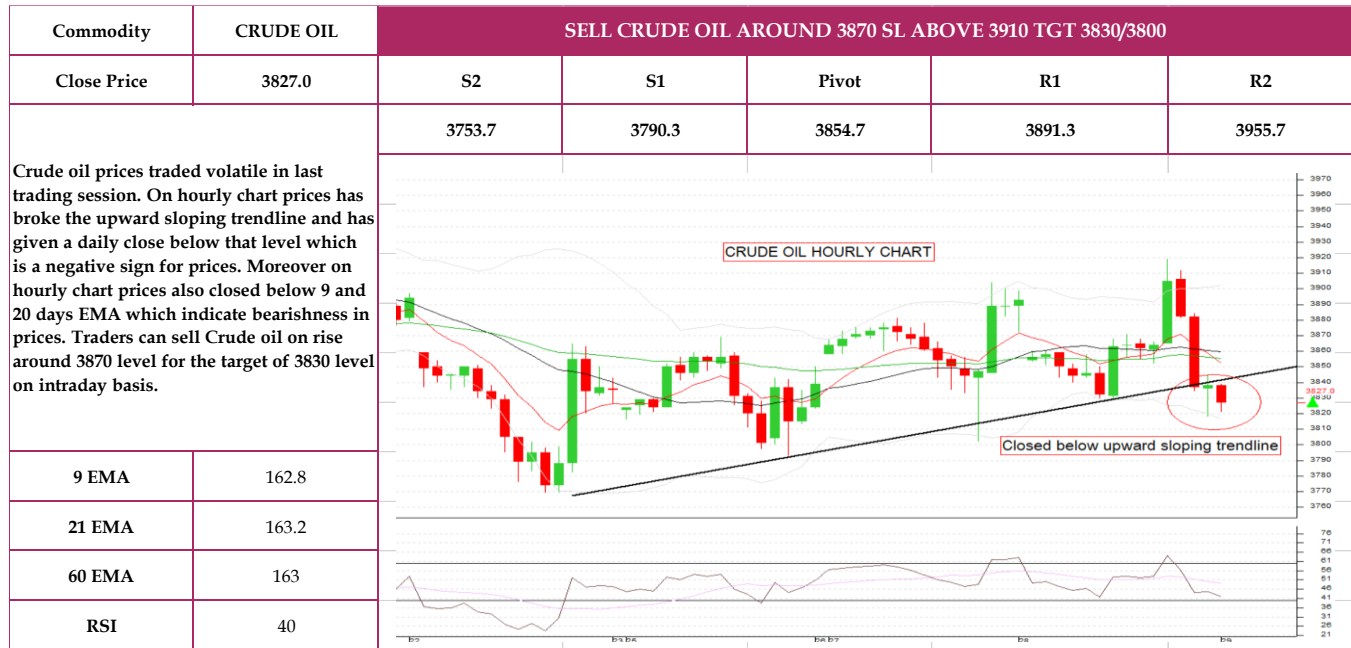 Commodity CRUDE OIL SELL CRUDE OIL AROUND 3870 SL ABOVE 3910 TGT 3830/3800
Close Price 3827.0 S2 S1 Pivot R1 R2
3753.7 3790.3 3854.7 3891.3 3955.7
Crude oil prices traded volatile in last
trading session. On hourly chart prices has
broke the upward sloping trendline and has
given a daily close below that level which
is a negative sign for prices. Moreover on
hourly chart prices also closed below 9 and
20 days EMA which indicate bearishness in
prices. Traders can sell Crude oil on rise
around 3870 level for the target of 3830 level
on intraday basis.
9 EMA 162.8
21 EMA 163.2
60 EMA 163
RSI 40
CRUDE OIL HOURLY CHART
Closed below upward sloping trendline
3970
3960
3950
3940
3930
3920
3910
3900
3890
3880
3870
3860
3850
3840
3827.0
3830
3820
3810
3800
3790
3780
3770
3760
76
71
66
61
56
51
46
41
36
31
26
21